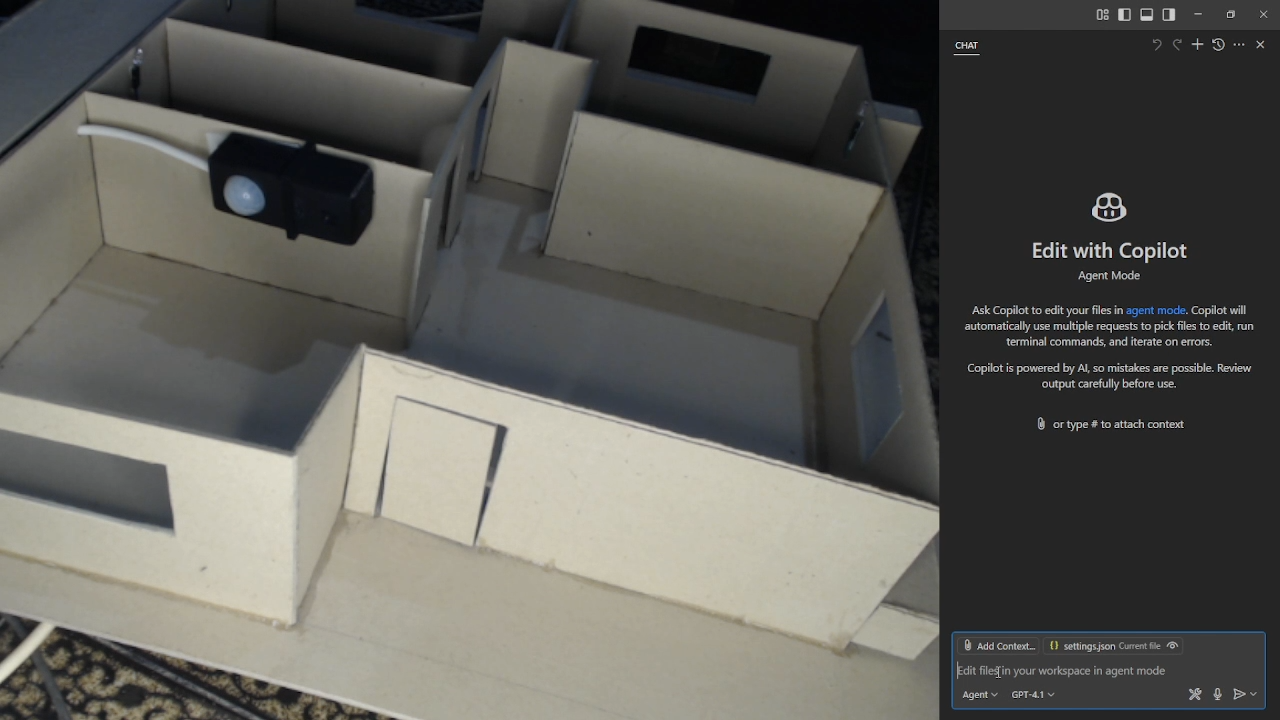 CHAT
Edit with Copilot
Agent Mode
Ask Copilot to edit your files in agent mode. Copilot will
automatically use multiple requests to pick files to edit, run
terminal commands, and iterate on errors.
Copilot is powered by AI, so mistakes are possible. Review
output carefully before use.
or type # to attach context
Add Context...
{} settings.json Current file
Edit files in your workspace in agent mode
Agent
GPT-4.1